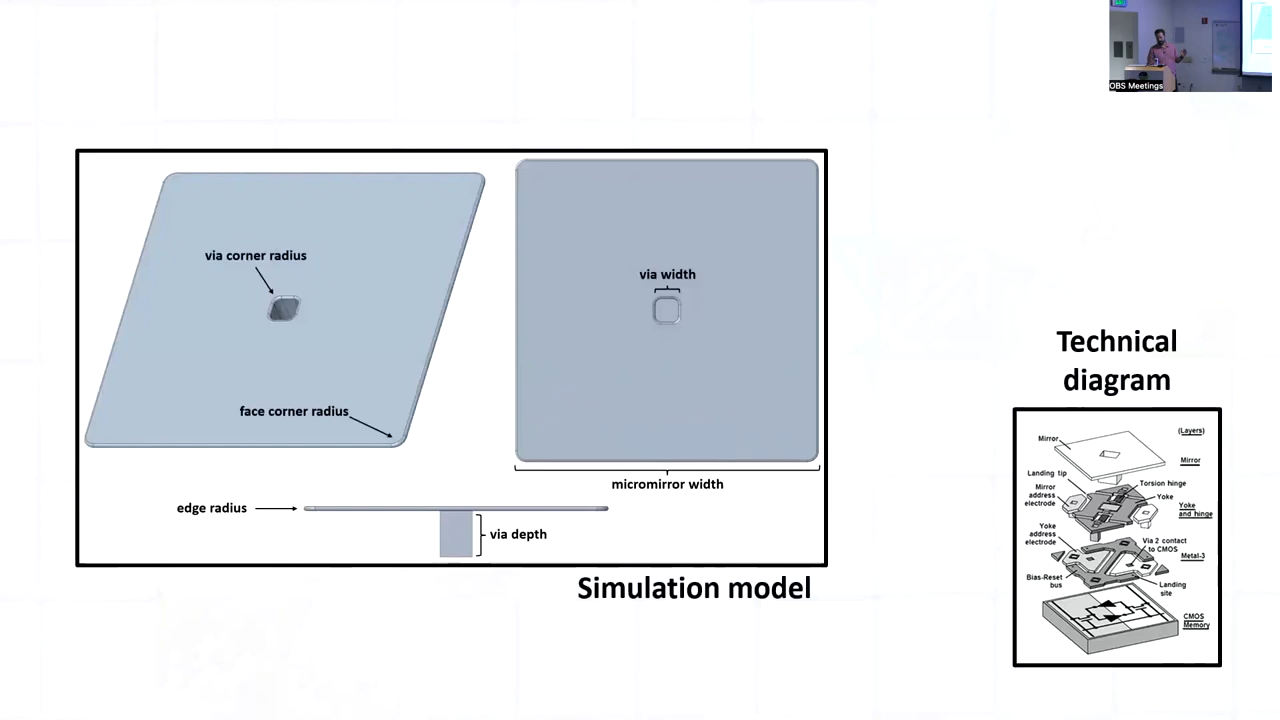 OBS Meetings
via corner radius
face corner radius
via width
micromirror width
edge radius
via depth
Simulation model
Technical
diagram
Mirror
(Layers)
Mirror
Landing tip
Torsion hinge
Mirror
address
electrode
Yoke
Yoke
and hinge
Yoke
address
electrode
Via 2 contact
to CMOS
Metal-3
Bias-Reset
bus
Landing
site
CMOS
Memory